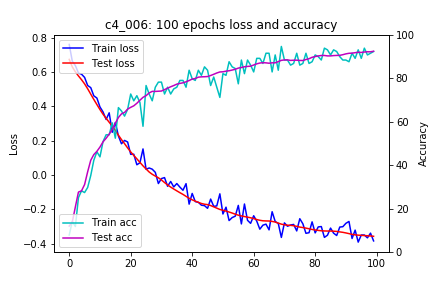 c4_006: 100 epochs loss and accuracy
Train loss
Test loss
Train acc
Test acc
Loss
Accuracy
0.8
0.6
0.4
0.2
0.0
−0.2
−0.4
100
80
60
40
20
0
0
20
40
60
80
100